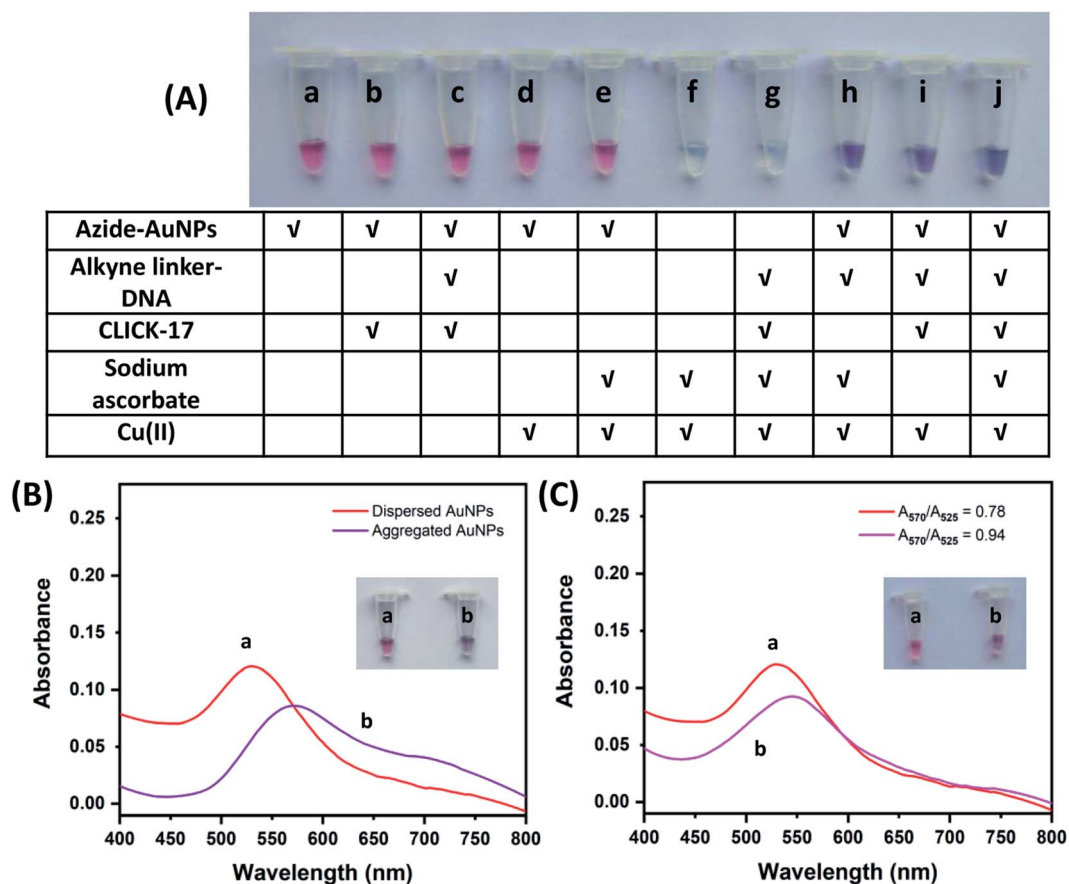 (A)
a b c d e f g h i j
Azide-AuNPs √ √ √ √ √ √ √ √
Alkyne linker-
DNA √ √ √ √ √
CLICK-17 √ √ √ √ √
Sodium
ascorbate √ √ √ √ √
Cu(II) √ √ √ √ √ √ √
(B)
Absorbance
0.25
0.20
0.15
0.10
0.05
0.00
Dispersed AuNPs
Aggregated AuNPs
a b
a
b
400 450 500 550 600 650 700 750 800
Wavelength (nm)
(C)
Absorbance
0.25
0.20
0.15
0.10
0.05
0.00
A570/A525 = 0.78
A570/A525 = 0.94
a b
a
b
400 450 500 550 600 650 700 750 800
Wavelength (nm)